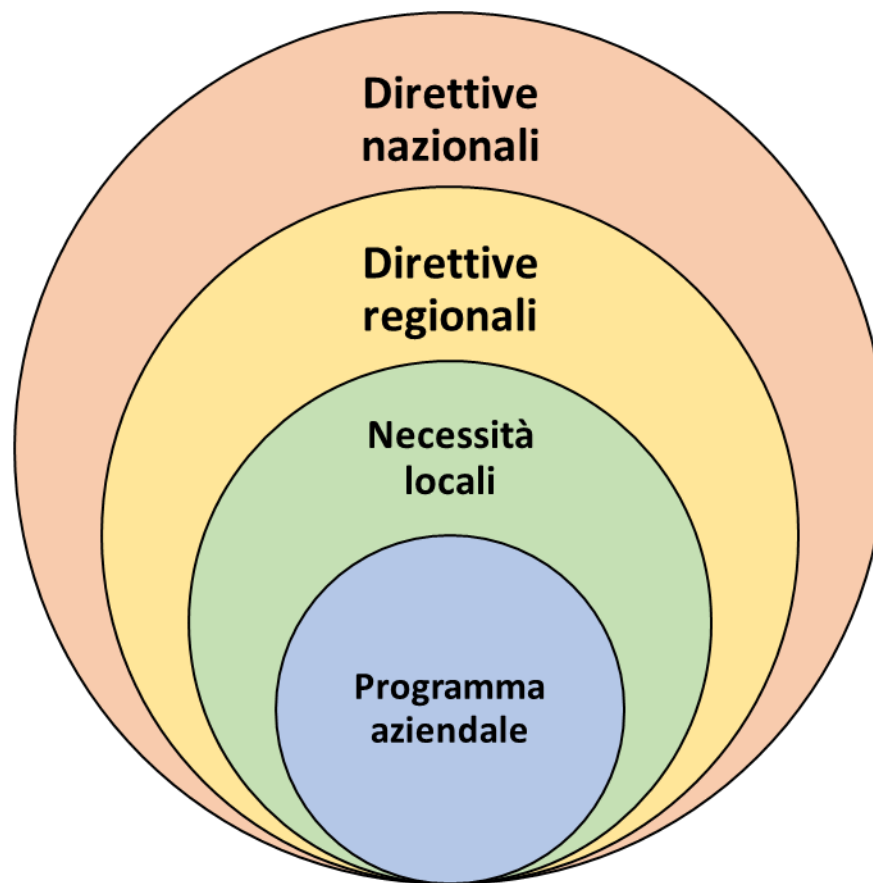 Direttive
nazionali
Direttive
regionali
Necessità
locali
Programma
aziendale